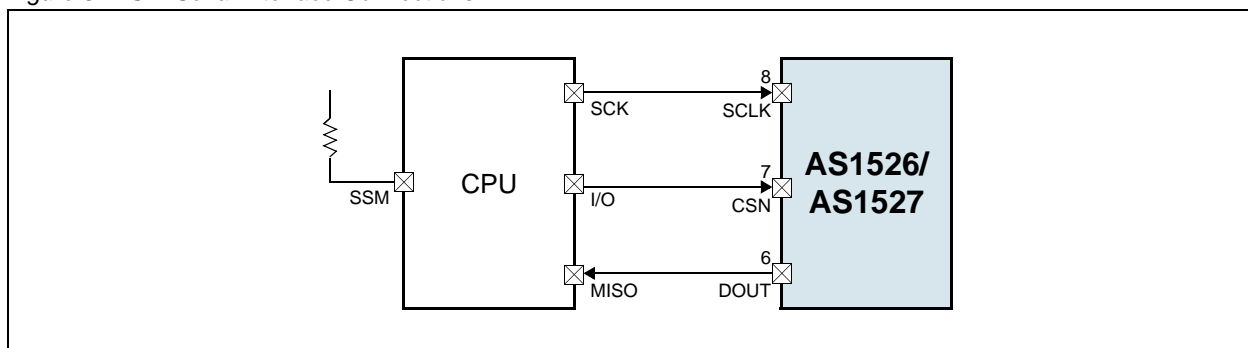 8
SCK
SCLK
AS1526/
AS1527
CPU
7
SSM
I/O
CSN
6
MISO
DOUT